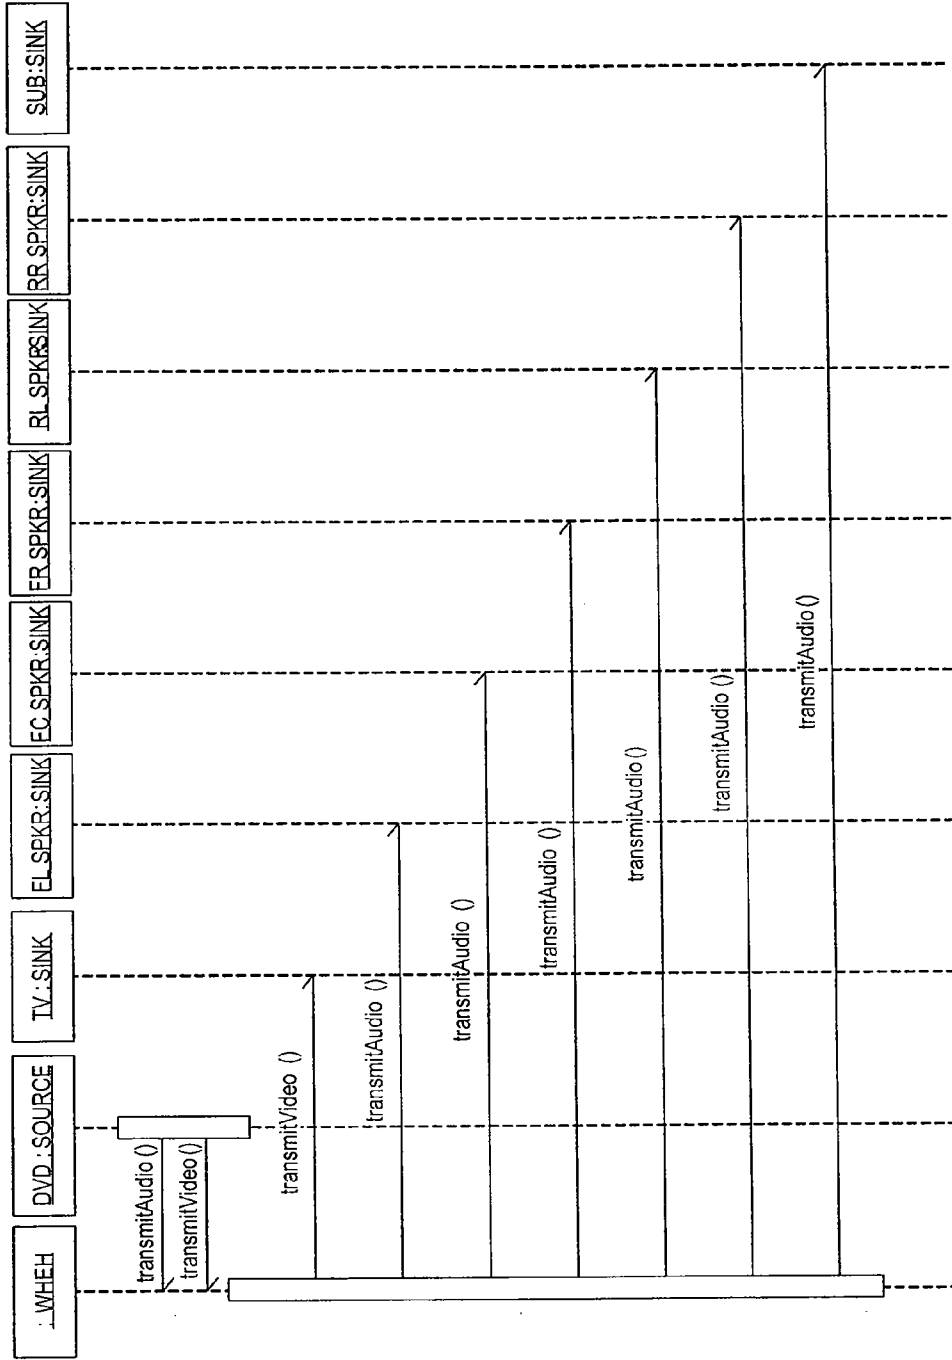 : WHEH
DVD : SOURCE
TV : SINK
FL SPKR:SINK
FC SPKR:SINK
FR SPKR:SINK
RL SPKR:SINK
RR SPKR:SINK
SUB:SINK
transmitAudio()
transmitVideo()
transmitVideo ()
transmitAudio ()
transmitAudio ()
transmitAudio ()
transmitAudio()
transmitAudio ()
transmitAudio()